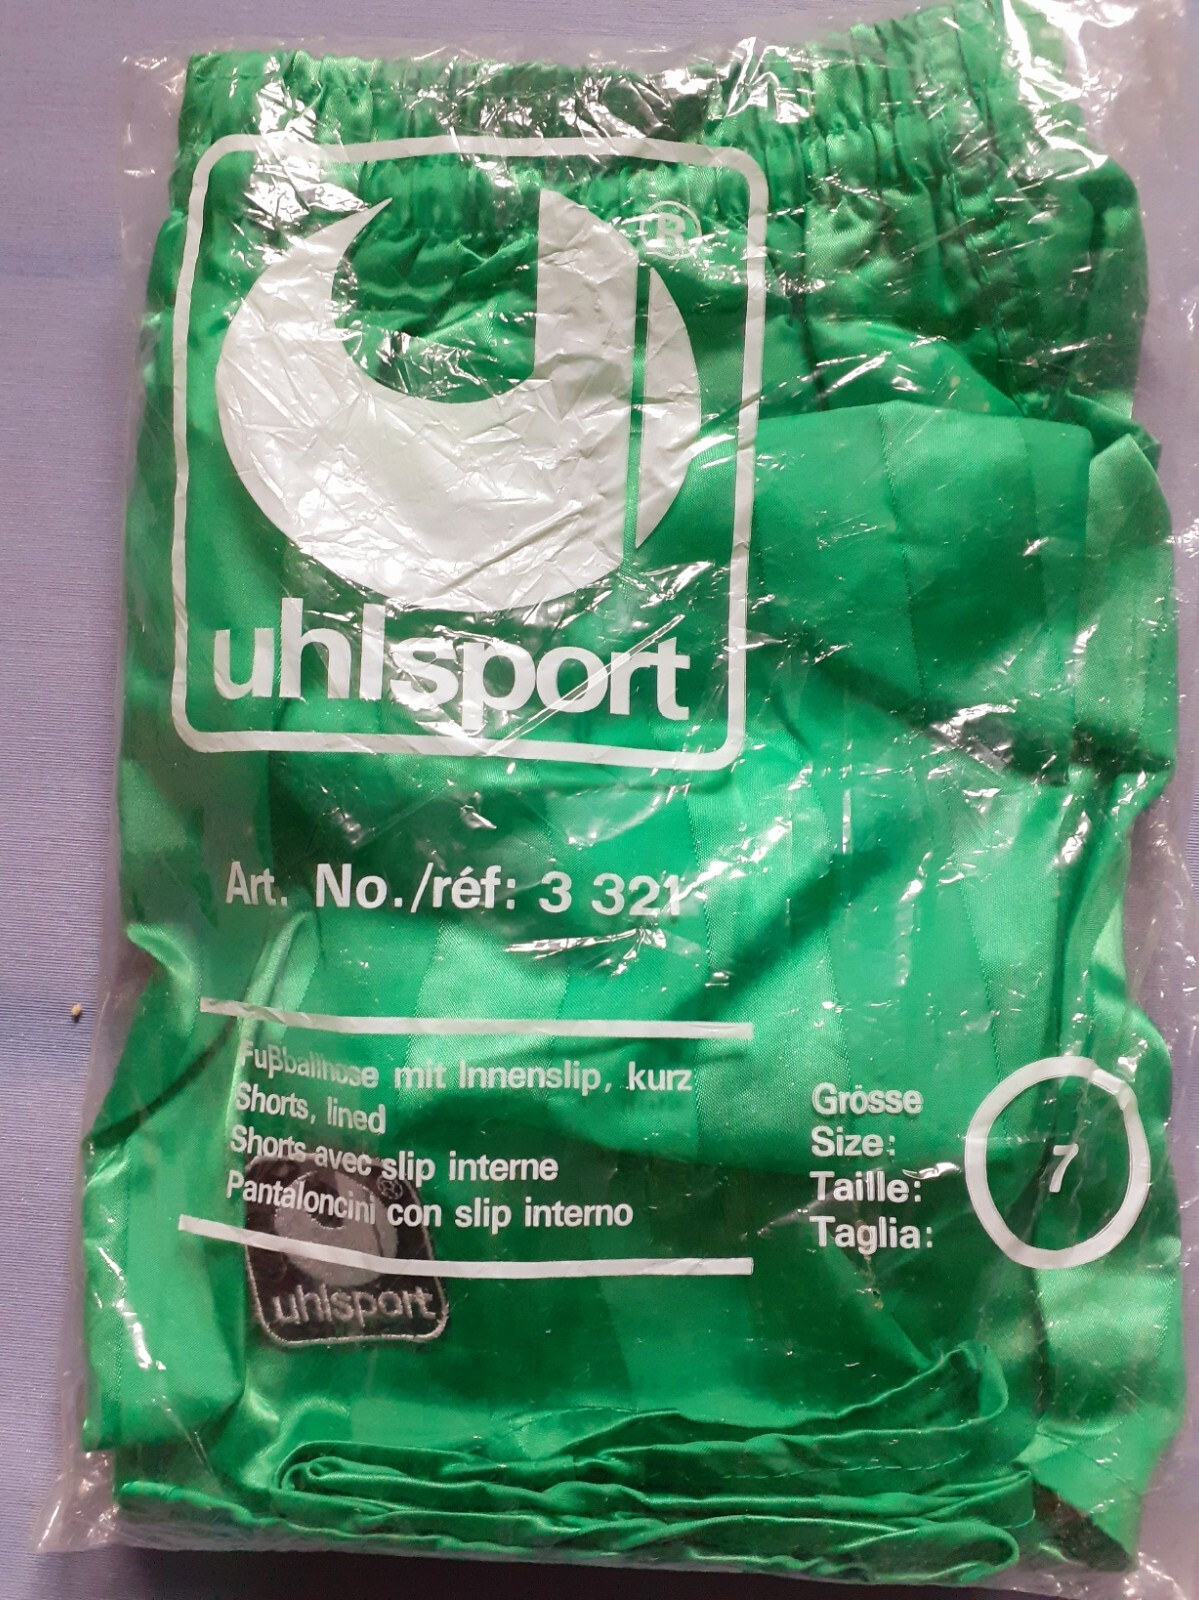 ®
uhlsport
Art. No./réf: 3 321
Fußballhose mit Innenslip, kurz
Shorts, lined
Shorts avec slip interne
Pantaloncini con slip interno
Grösse
Size:
Taille:
Taglia:
7
®
uhlsport